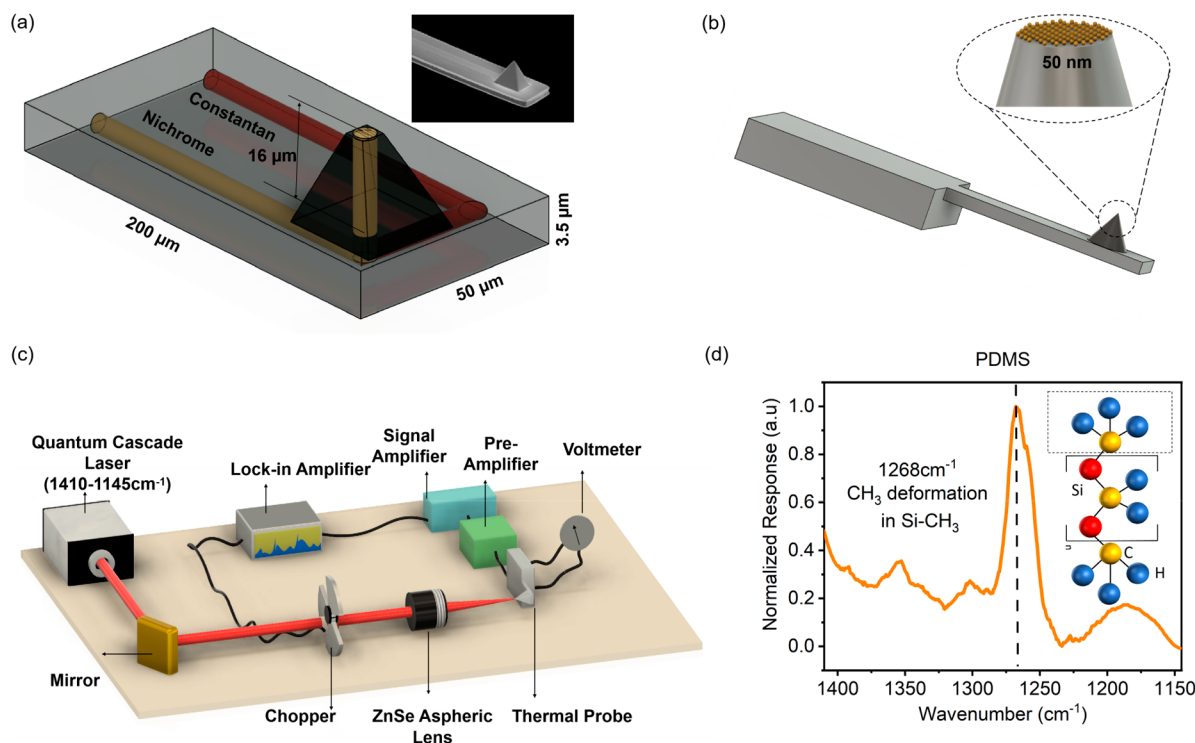 (a)
Constantan
Nichrome
16 µm
200 µm
50 µm
3.5 µm
(b)
50 nm
(c)
Quantum Cascade
Laser
(1410-1145cm-1)
Lock-in Amplifier
Signal
Amplifier
Pre-
Amplifier
Voltmeter
Mirror
Chopper
ZnSe Aspheric
Lens
Thermal Probe
(d)
PDMS
Normalized Response (a.u)
1.0
0.8
0.6
0.4
0.2
0.0
1268cm-1
CH3 deformation
in Si-CH3
Si
n
C
H
1400
1350
1300
1250
1200
1150
Wavenumber (cm-1)